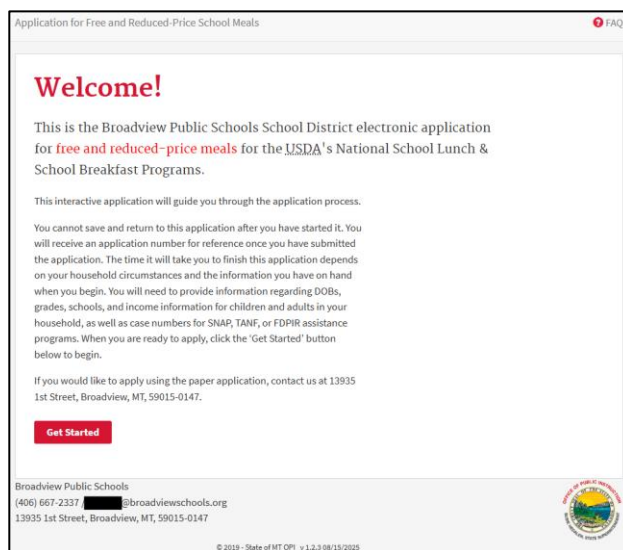 Application for Free and Reduced-Price School Meals
? FAQ
Welcome!
This is the Broadview Public Schools School District electronic application
for free and reduced-price meals for the USDA's National School Lunch &
School Breakfast Programs.
This interactive application will guide you through the application process.
You cannot save and return to this application after you have started it. You
will receive an application number for reference once you have submitted
the application. The time it will take you to finish this application depends
on your household circumstances and the information you have on hand
when you begin. You will need to provide information regarding DOBs,
grades, schools, and income information for children and adults in your
household, as well as case numbers for SNAP, TANF, or FDPIR assistance
programs. When you are ready to apply, click the 'Get Started' button
below to begin.
If you would like to apply using the paper application, contact us at 13935
1st Street, Broadview, MT, 59015-0147.
Get Started
Broadview Public Schools
(406) 667-2337 / @broadviewschools.org
13935 1st Street, Broadview, MT, 59015-0147
OFFICE OF PUBLIC INSTRUCTION
© 2019 - State of MT OPI v 1.2.3 08/15/2025